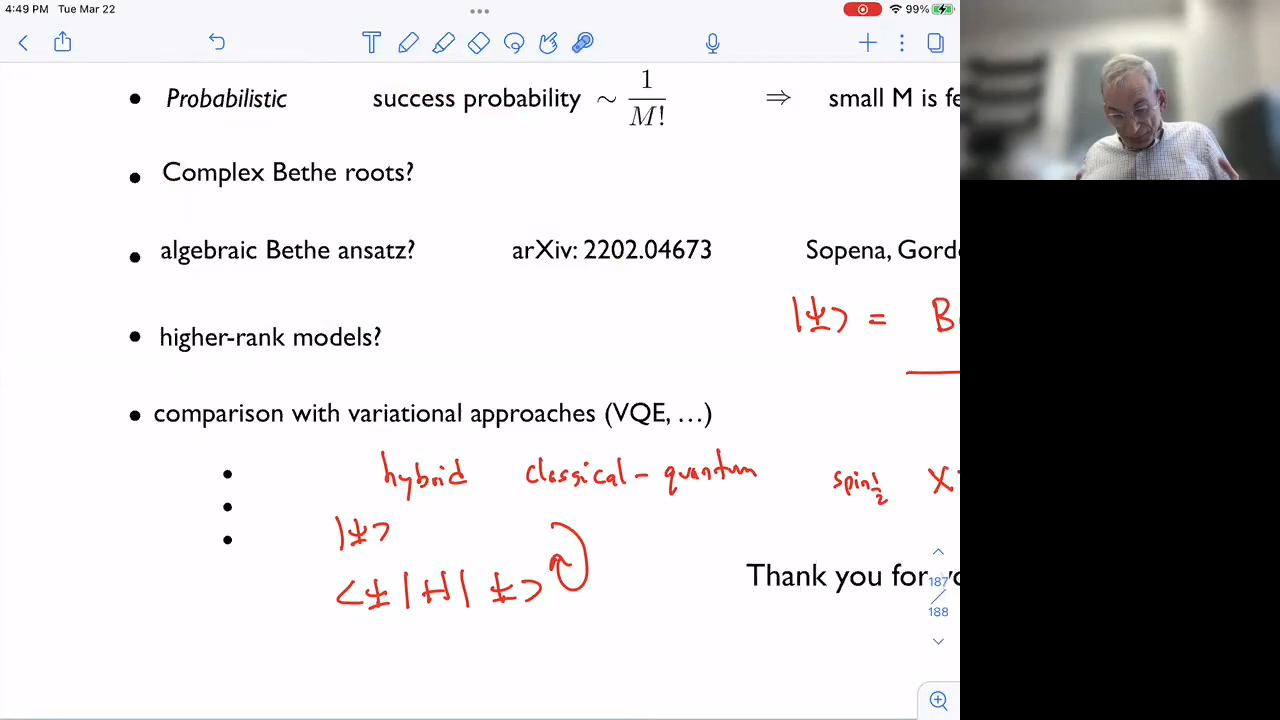 4:49 PM Tue Mar 22
99%
• Probabilistic success probability ~ 1/M! ⇒ small M is fe
• Complex Bethe roots?
• algebraic Bethe ansatz? arXiv: 2202.04673 Sopena, Gord
|Ψ⟩ = B
• higher-rank models?
• comparison with variational approaches (VQE, …)
• hybrid classical - quantum spin 1/2 X
•
|Ψ⟩
•
⟨Ψ|H|Ψ⟩
Thank you for
187
/
188